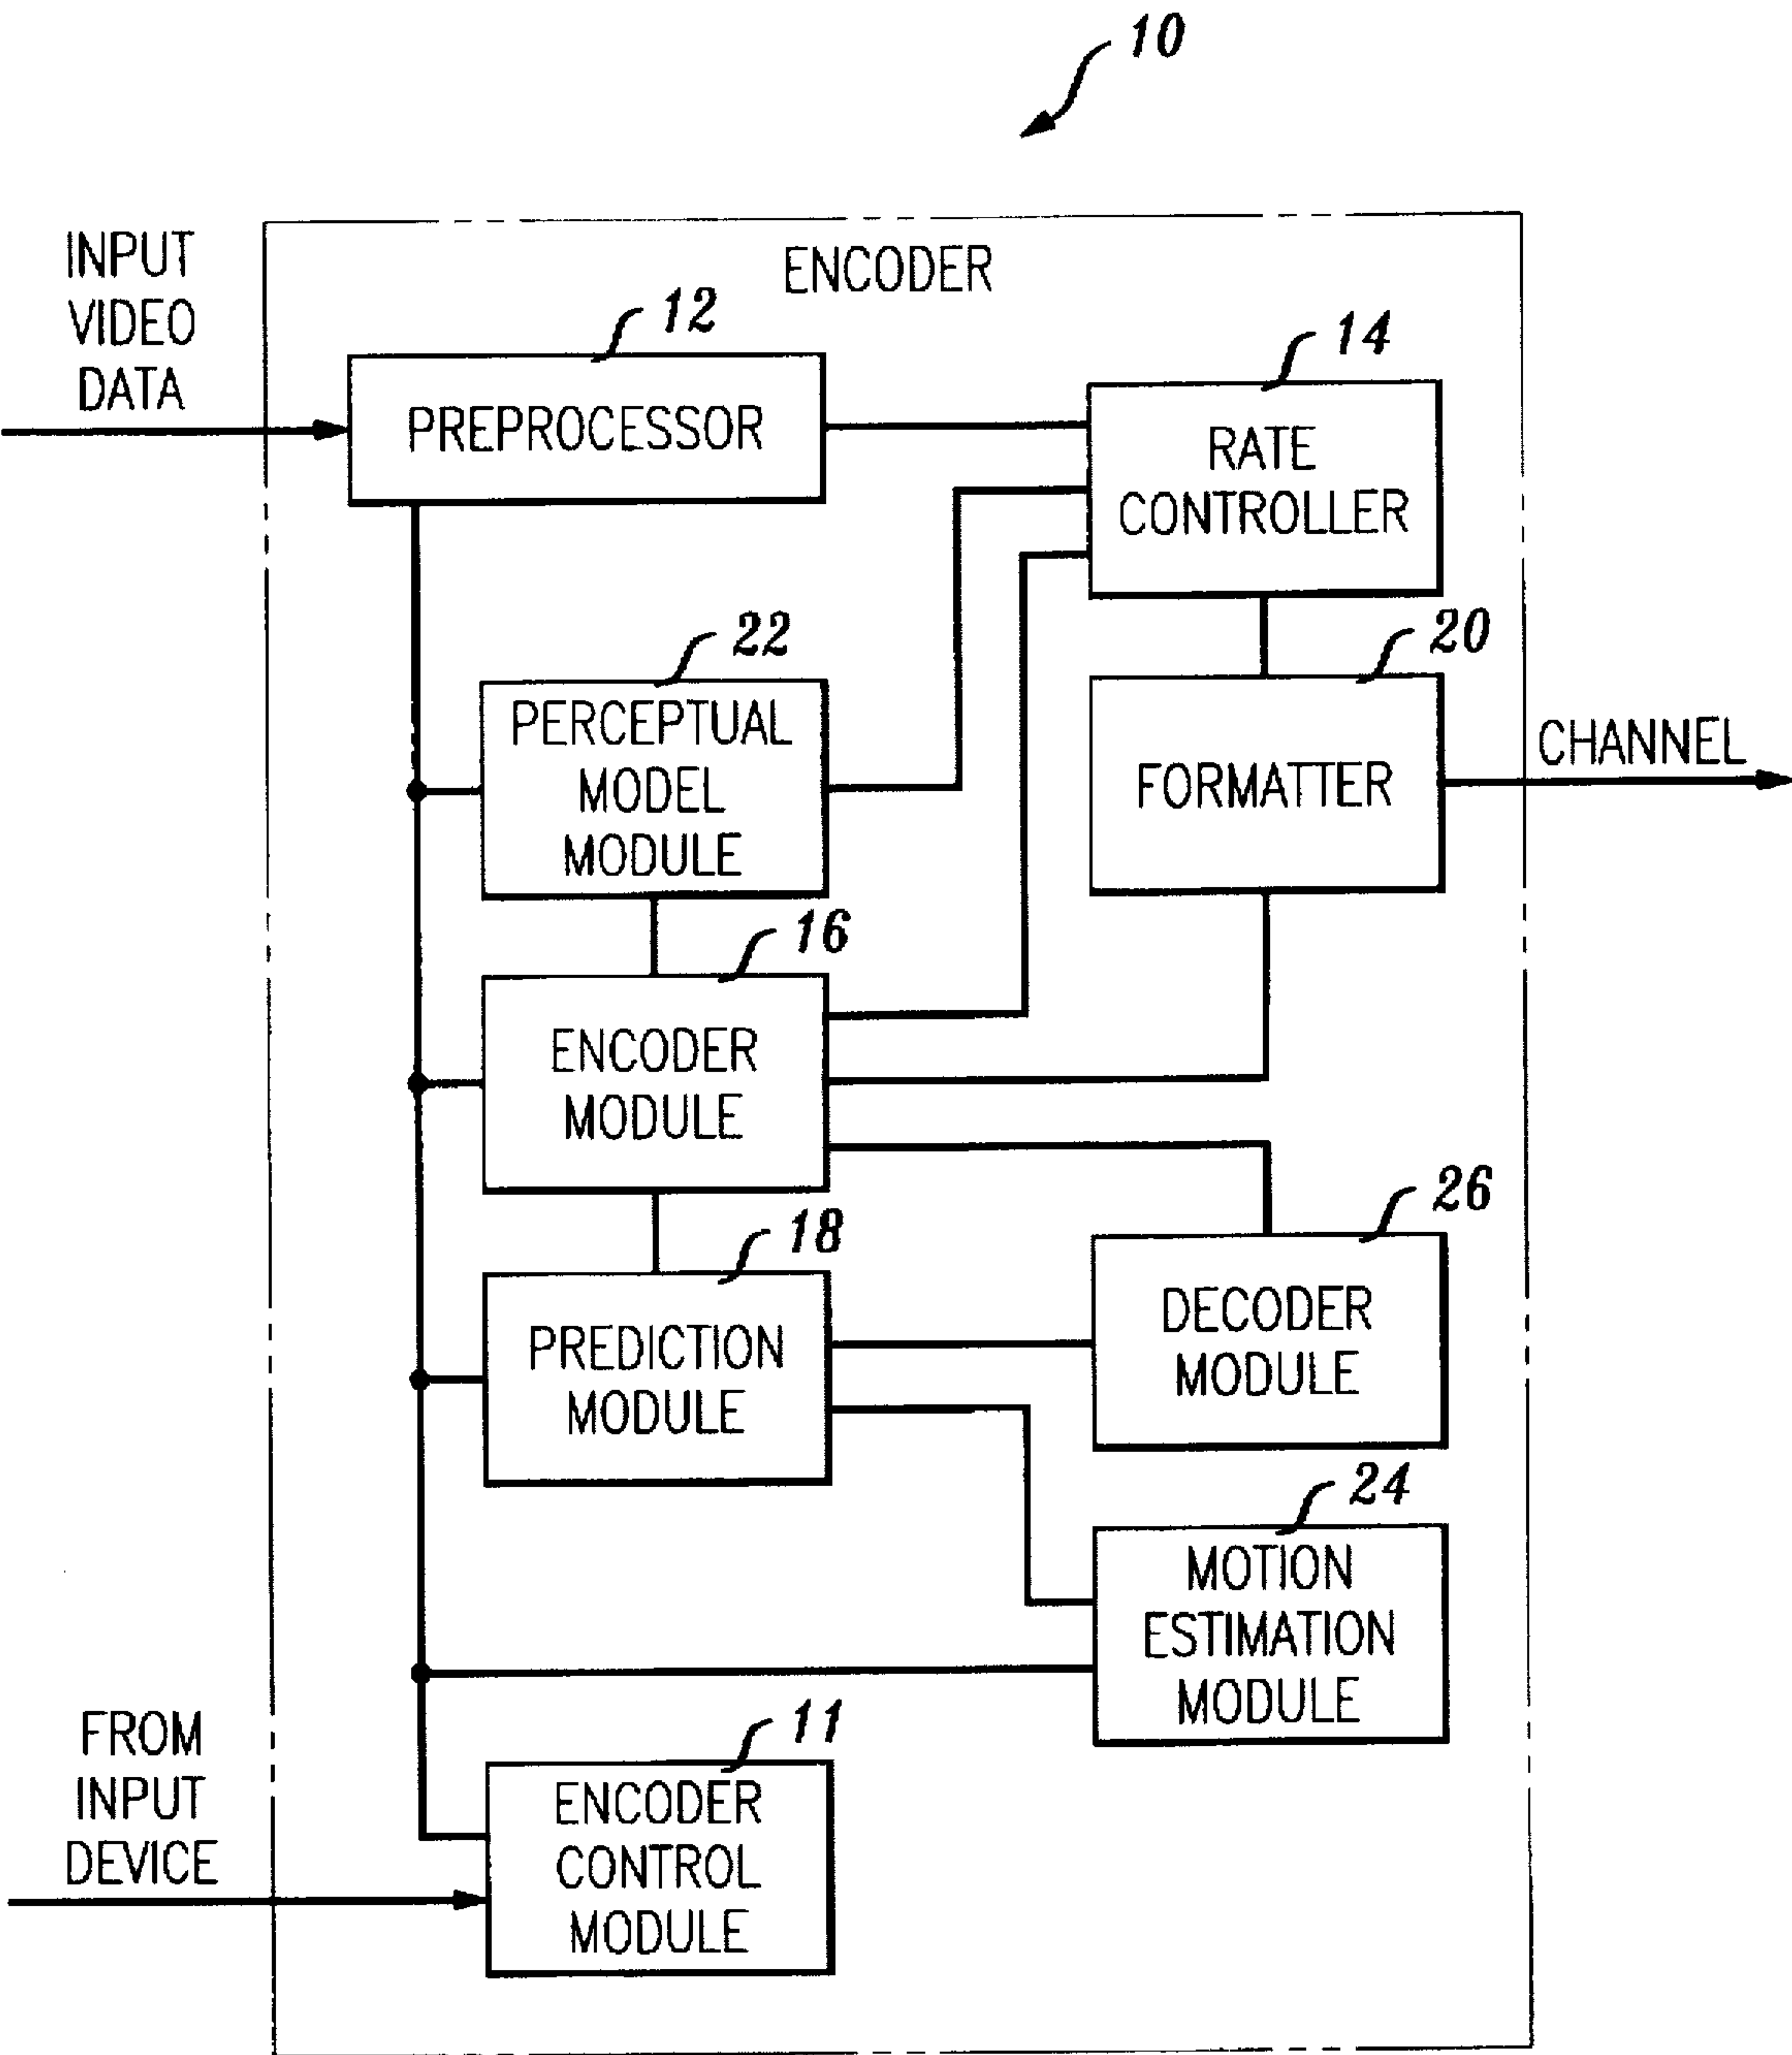 10
INPUT
VIDEO
DATA
ENCODER
12
PREPROCESSOR
14
RATE
CONTROLLER
22
PERCEPTUAL
MODEL
MODULE
20
FORMATTER
CHANNEL
16
ENCODER
MODULE
18
PREDICTION
MODULE
26
DECODER
MODULE
24
MOTION
ESTIMATION
MODULE
FROM
INPUT
DEVICE
11
ENCODER
CONTROL
MODULE